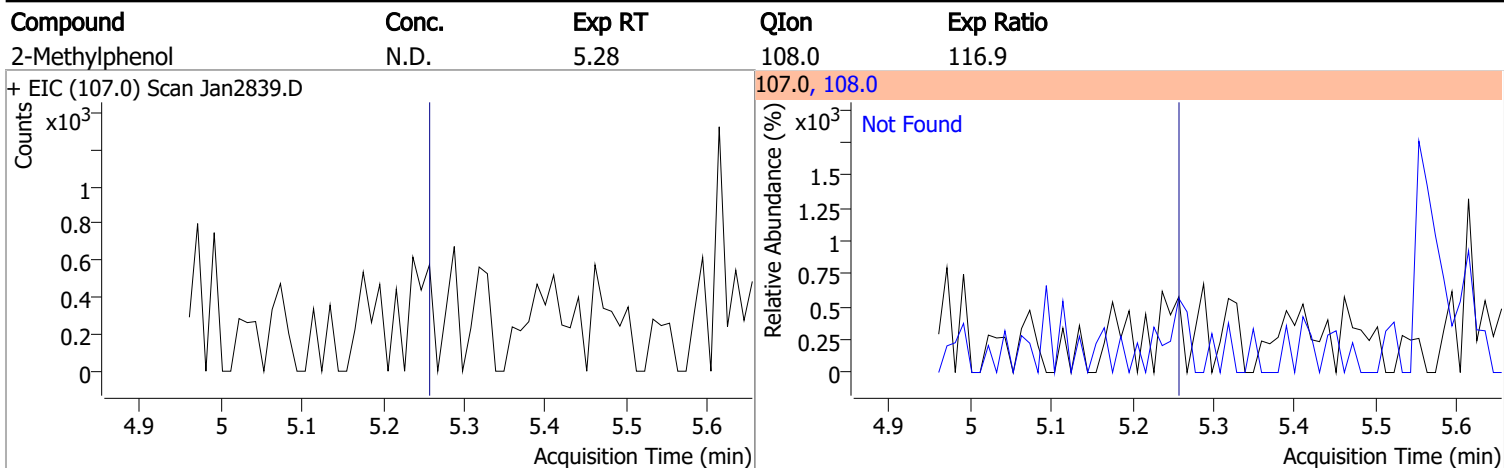 Compound Conc. Exp RT QIon Exp Ratio
2-Methylphenol N.D. 5.28 108.0 116.9
+ EIC (107.0) Scan Jan2839.D
Counts
x10³
1
0.8
0.6
0.4
0.2
0
4.9 5 5.1 5.2 5.3 5.4 5.5 5.6
Acquisition Time (min)
107.0, 108.0
Relative Abundance (%)
x10³
Not Found
1.5
1.25
1
0.75
0.5
0.25
0
4.9 5 5.1 5.2 5.3 5.4 5.5 5.6
Acquisition Time (min)